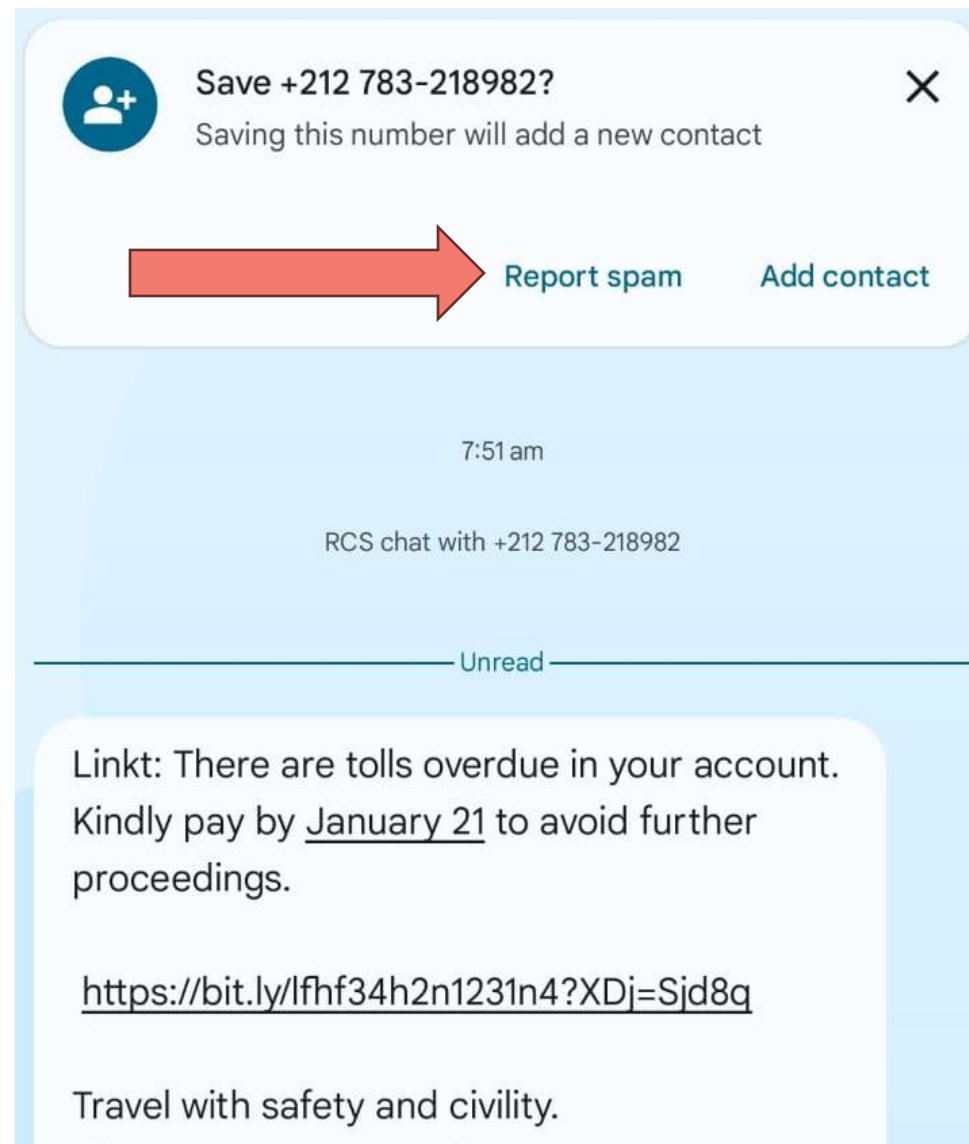 Save +212 783-218982?
Saving this number will add a new contact
Report spam Add contact
7:51 am
RCS chat with +212 783-218982
Unread
Linkt: There are tolls overdue in your account.
Kindly pay by January 21 to avoid further
proceedings.
https://bit.ly/lfhf34h2n1231n4?XDj=Sjd8q
Travel with safety and civility.